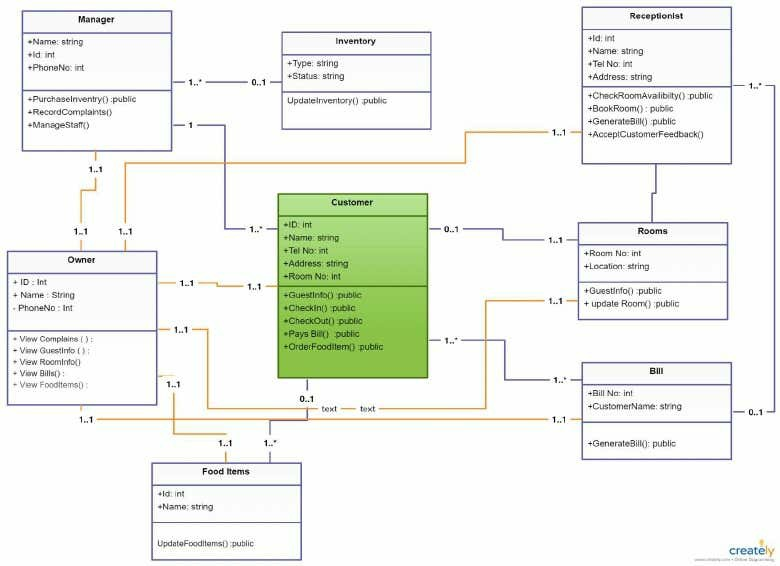 Manager
+Name: string
+Id: int
+PhoneNo: int
+PurchaseInventry() :public
+RecordComplaints()
+ManageStaff()
Inventory
+Type: string
+Status: string
UpdateInventory() :public
Receptionist
+Id: int
+Name: string
+Tel No: int
+Address: string
+CheckRoomAvailibity() :public
+BookRoom() : public
+GenerateBill() :public
+AcceptCustomerFeedback()
1..*
0..1
1..*
1
1..1
1..1
1..1
1..1
1..*
Customer
+ID: int
+Name: string
+Tel No: int
+Address: string
+Room No: int
+GuestInfo() :public
+CheckIn() :public
+CheckOut() :public
+Pays Bill() :public
+OrderFoodItem() :public
0..1
1..1
Rooms
+Room No: int
+Location: string
+GuestInfo() :public
+ update Room() :public
Owner
+ ID : Int
+ Name : String
- PhoneNo : Int
+ View Complains ( ) :
+ View GuestInfo ( ) :
+ View RoomInfo()
+ View Bills() :
+ View FoodItems() :
1..1
1..1
1..1
1..1
1..*
1..*
1..1
0..1
text
text
1..1
1..1
0..1
Bill
+Bill No: int
+CustomerName: string
+GenerateBill(): public
1..1
1..*
Food Items
+Id: int
+Name: string
UpdateFoodItems() :public
creately
www.creately.com • Online Diagramming